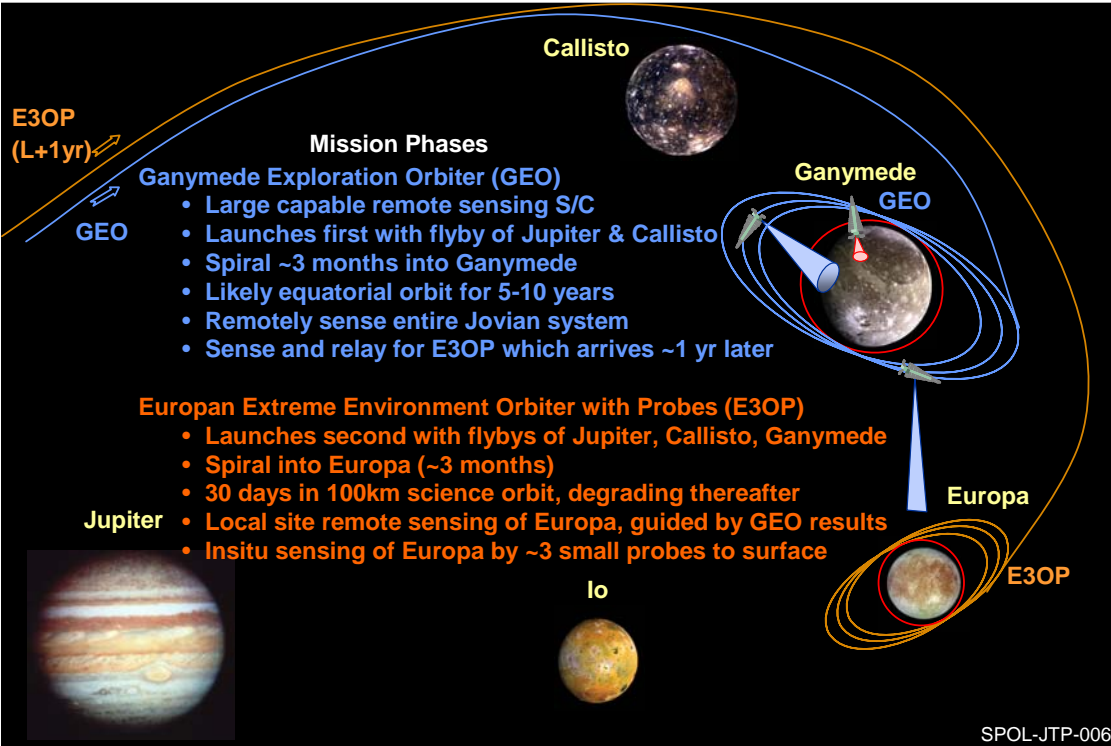 Callisto
E3OP
(L+1yr)
GEO
Mission Phases
Ganymede Exploration Orbiter (GEO)
• Large capable remote sensing S/C
• Launches first with flyby of Jupiter & Callisto
• Spiral ~3 months into Ganymede
• Likely equatorial orbit for 5-10 years
• Remotely sense entire Jovian system
• Sense and relay for E3OP which arrives ~1 yr later
Ganymede
GEO
Europan Extreme Environment Orbiter with Probes (E3OP)
• Launches second with flybys of Jupiter, Callisto, Ganymede
• Spiral into Europa (~3 months)
• 30 days in 100km science orbit, degrading thereafter
• Local site remote sensing of Europa, guided by GEO results
• Insitu sensing of Europa by ~3 small probes to surface
Jupiter
Europa
E3OP
Io
SPOL-JTP-006